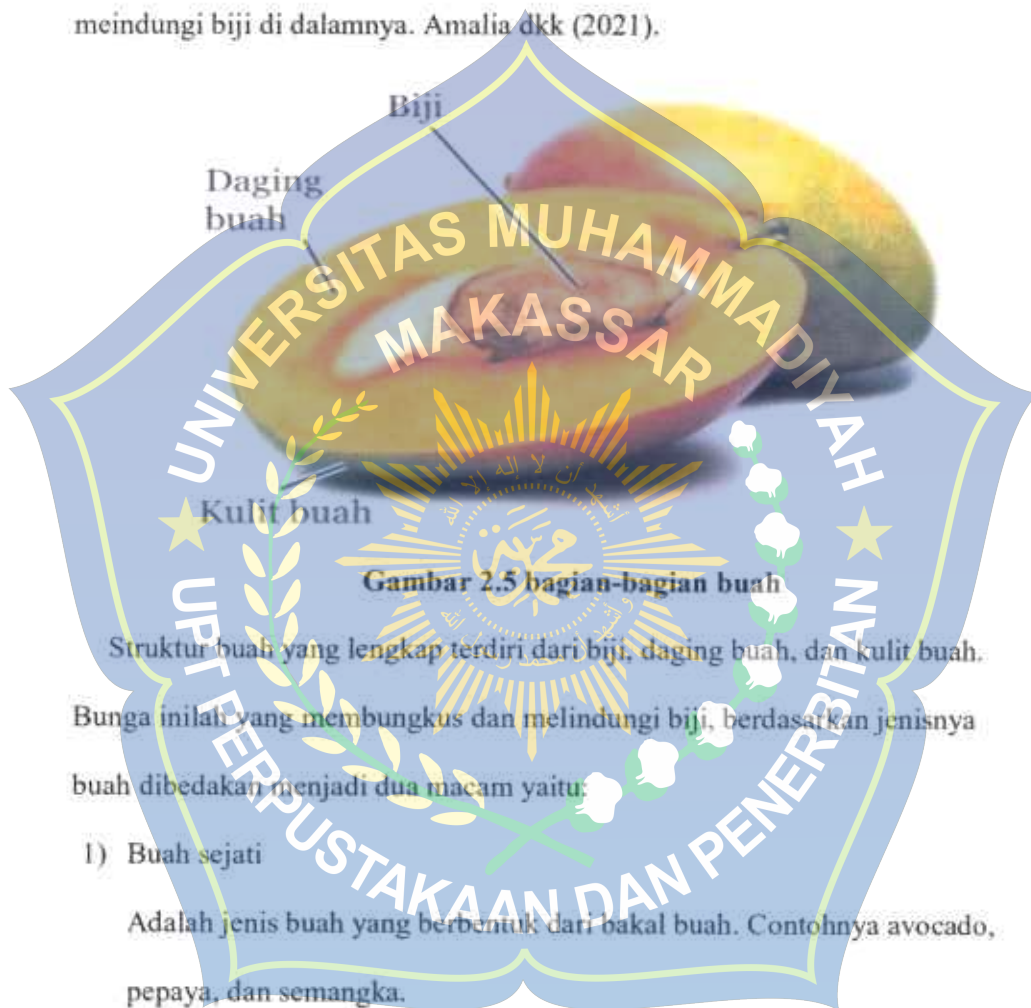 meindungi biji di dalamnya. Amalia dkk (2021).
Biji
Daging
buah
Kulit buah
UNIVERSITAS MUHAMMADIYAH
MAKASSAR
UPT PERPUSTAKAAN DAN PENERBITAN
Gambar 2.5 bagian-bagian buah
Struktur buah yang lengkap terdiri dari biji, daging buah, dan kulit buah.
Bunga inilah yang membungkus dan melindungi biji, berdasarkan jenisnya
buah dibedakan menjadi dua macam yaitu:
1) Buah sejati
Adalah jenis buah yang berbentuk dari bakal buah. Contohnya avocado,
pepaya, dan semangka.